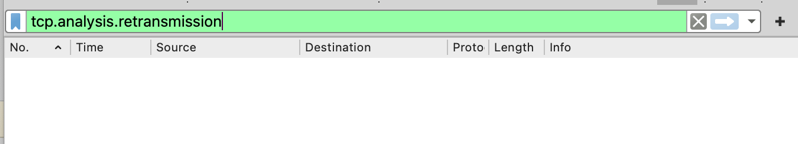 tcp.analysis.retransmission
No. Time Source Destination Proto Length Info